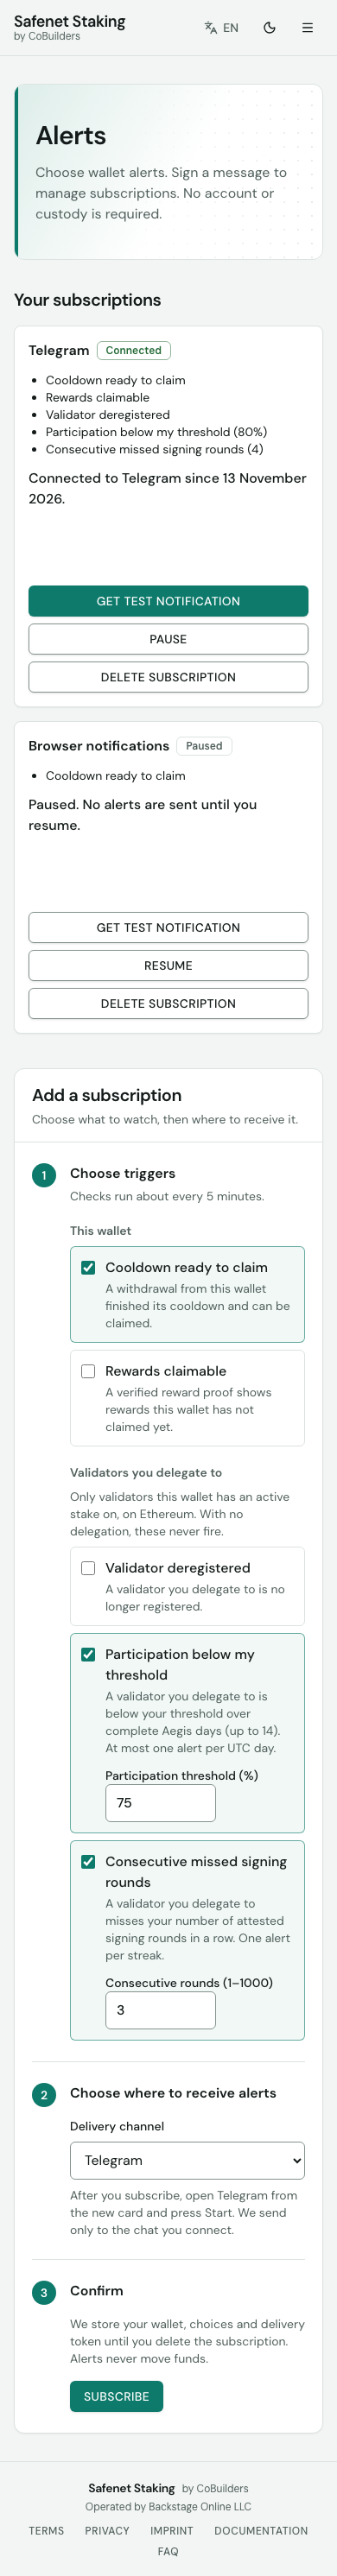 Safenet Staking
by CoBuilders
EN
Alerts
Choose wallet alerts. Sign a message to
manage subscriptions. No account or
custody is required.
Your subscriptions
Telegram Connected
Cooldown ready to claim
Rewards claimable
Validator deregistered
Participation below my threshold (80%)
Consecutive missed signing rounds (4)
Connected to Telegram since 13 November
2026.
GET TEST NOTIFICATION
PAUSE
DELETE SUBSCRIPTION
Browser notifications Paused
Cooldown ready to claim
Paused. No alerts are sent until you
resume.
GET TEST NOTIFICATION
RESUME
DELETE SUBSCRIPTION
Add a subscription
Choose what to watch, then where to receive it.
1 Choose triggers
Checks run about every 5 minutes.
This wallet
Cooldown ready to claim
A withdrawal from this wallet
finished its cooldown and can be
claimed.
Rewards claimable
A verified reward proof shows
rewards this wallet has not
claimed yet.
Validators you delegate to
Only validators this wallet has an active
stake on, on Ethereum. With no
delegation, these never fire.
Validator deregistered
A validator you delegate to is no
longer registered.
Participation below my
threshold
A validator you delegate to is
below your threshold over
complete Aegis days (up to 14).
At most one alert per UTC day.
Participation threshold (%)
75
Consecutive missed signing
rounds
A validator you delegate to
misses your number of attested
signing rounds in a row. One alert
per streak.
Consecutive rounds (1–1000)
3
2 Choose where to receive alerts
Delivery channel
Telegram
After you subscribe, open Telegram from
the new card and press Start. We send
only to the chat you connect.
3 Confirm
We store your wallet, choices and delivery
token until you delete the subscription.
Alerts never move funds.
SUBSCRIBE
Safenet Staking by CoBuilders
Operated by Backstage Online LLC
TERMS PRIVACY IMPRINT DOCUMENTATION
FAQ